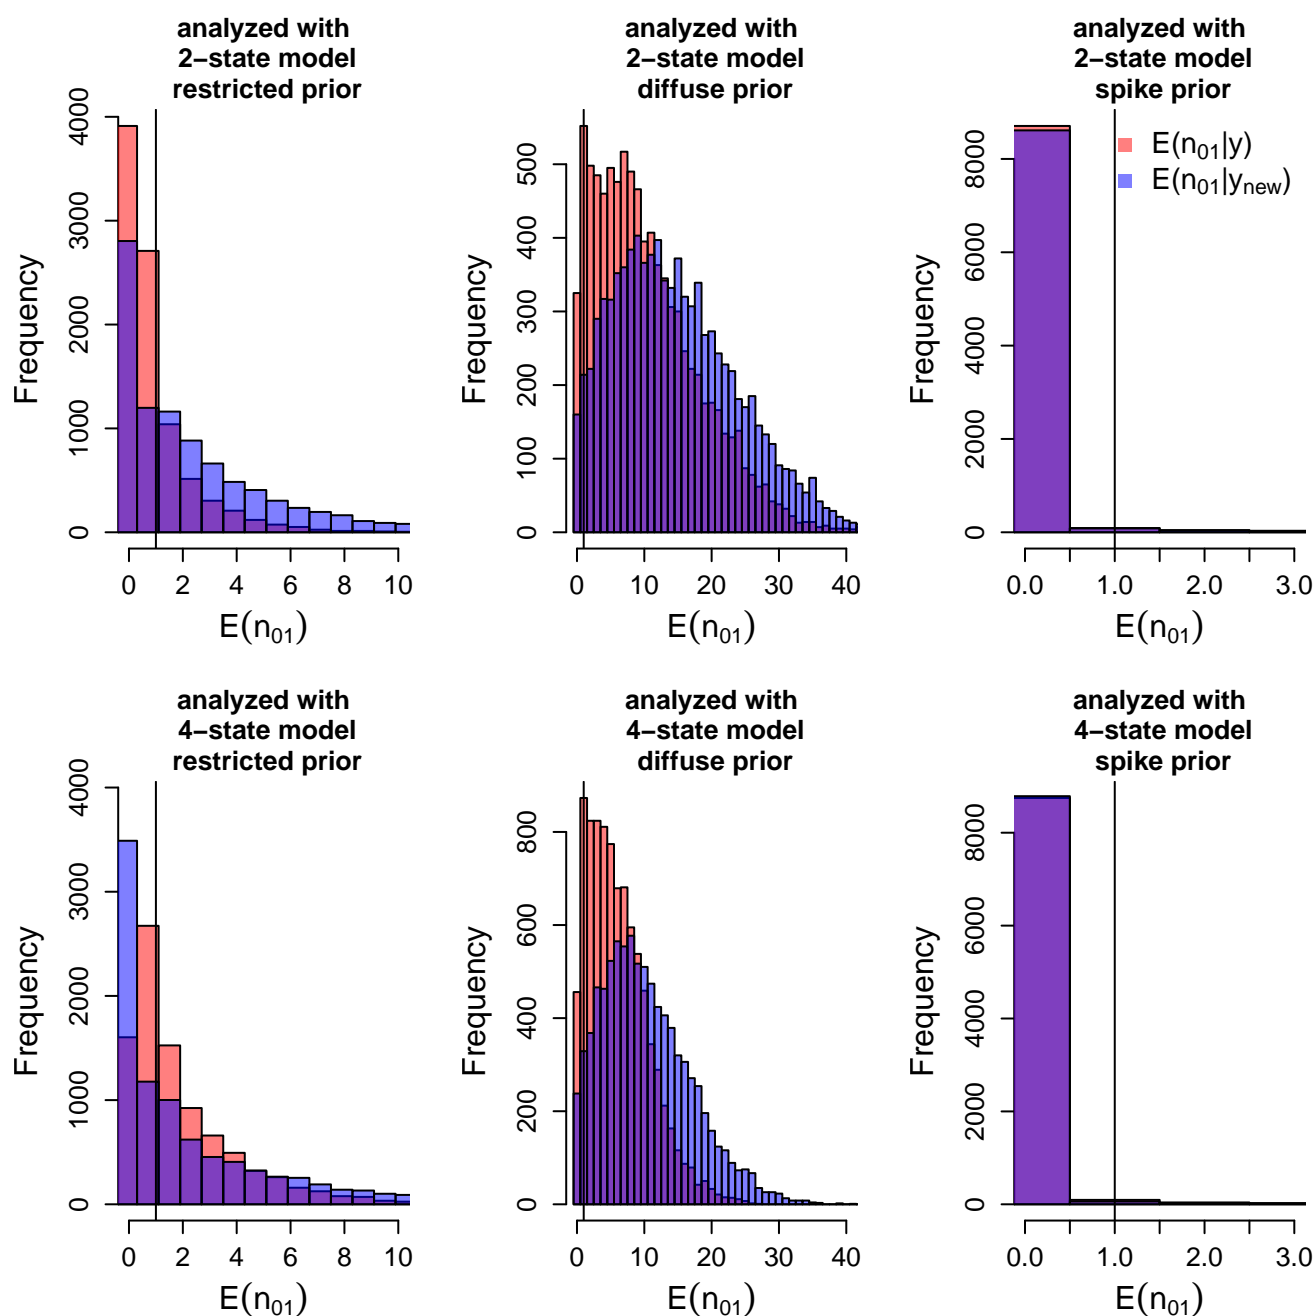 analyzed with
2−state model
restricted prior
4000
3000
2000
1000
0
Frequency
0 2 4 6 8 10
E(n01)
analyzed with
2−state model
diffuse prior
500
400
300
200
100
0
Frequency
0 10 20 30 40
E(n01)
analyzed with
2−state model
spike prior
8000
6000
4000
2000
0
Frequency
E(n01|y)
E(n01|ynew)
0.0 1.0 2.0 3.0
E(n01)
analyzed with
4−state model
restricted prior
4000
3000
2000
1000
0
Frequency
0 2 4 6 8 10
E(n01)
analyzed with
4−state model
diffuse prior
800
600
400
200
0
Frequency
0 10 20 30 40
E(n01)
analyzed with
4−state model
spike prior
8000
6000
4000
2000
0
Frequency
0.0 1.0 2.0 3.0
E(n01)